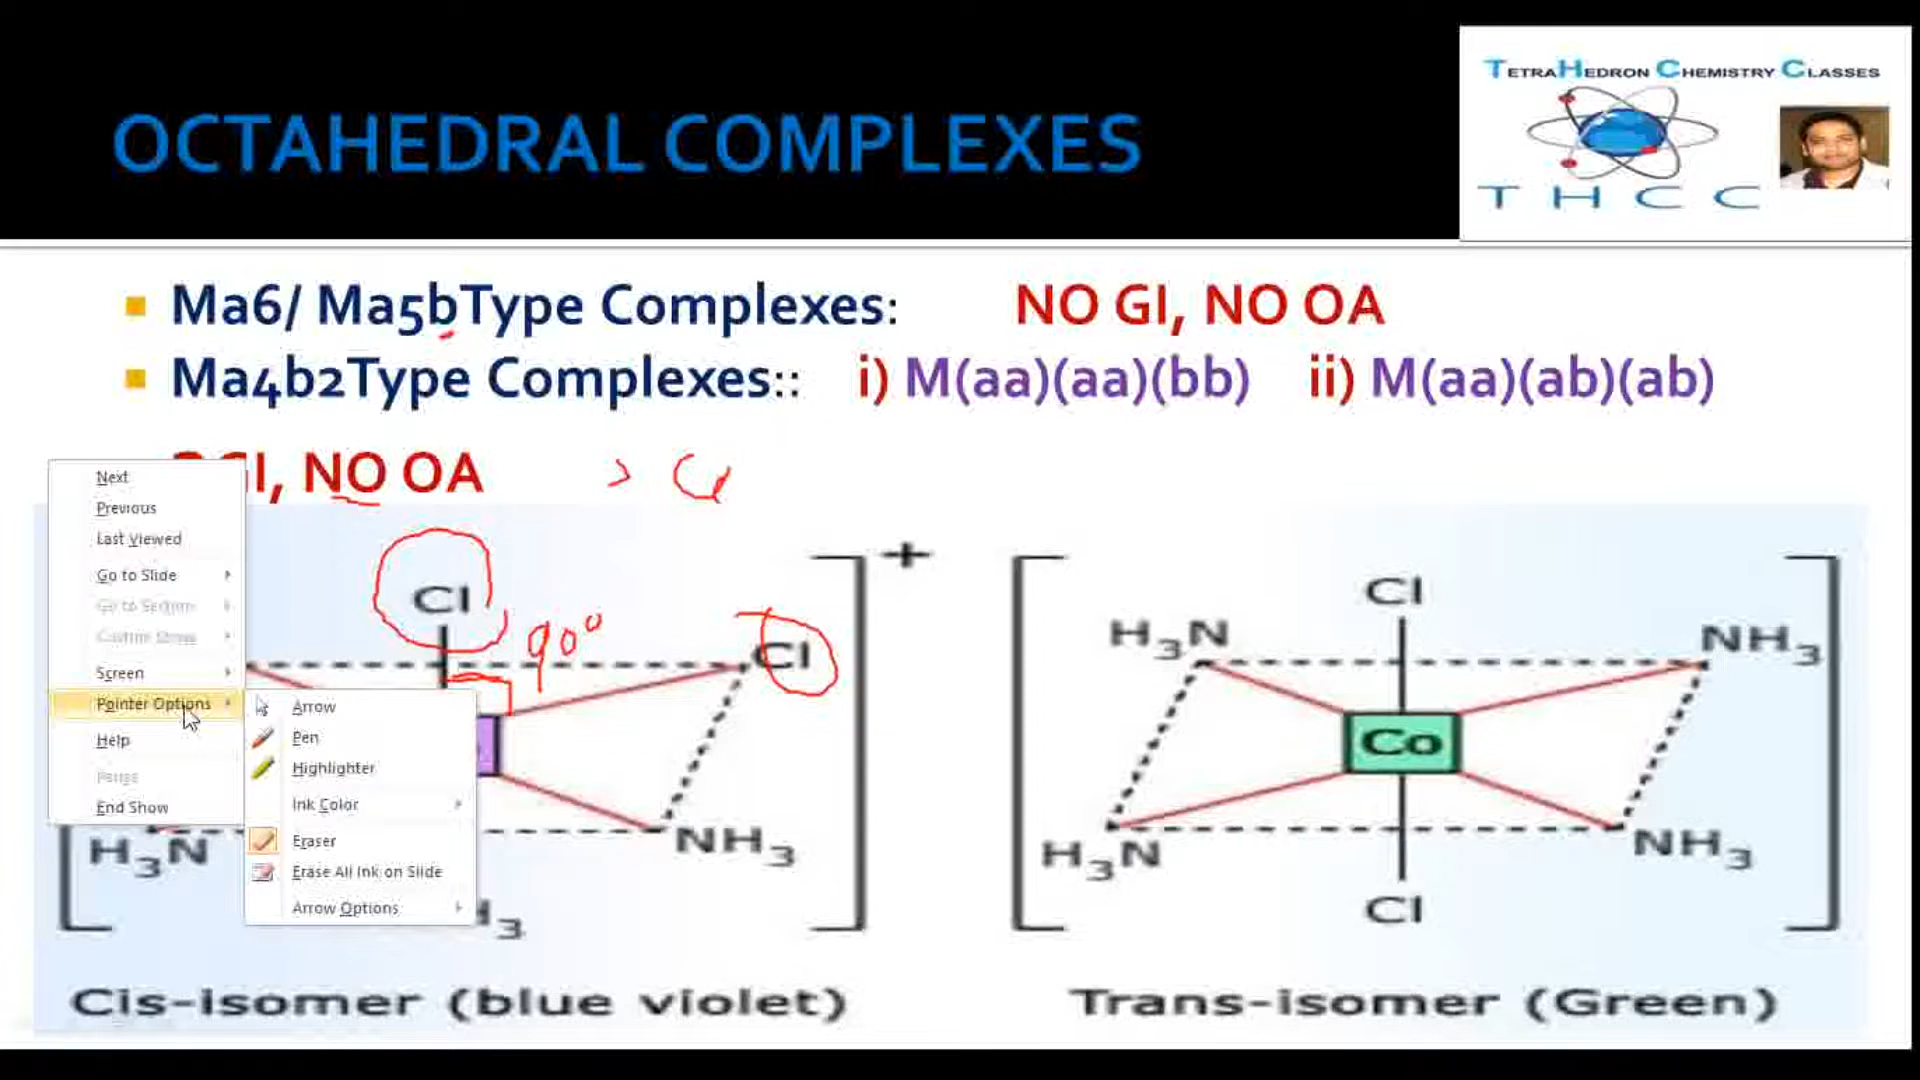 TETRAHEDRON CHEMISTRY CLASSES
THCC
OCTAHEDRAL COMPLEXES
Ma6/ Ma5bType Complexes: NO GI, NO OA
Ma4b2Type Complexes:: i) M(aa)(aa)(bb) ii) M(aa)(ab)(ab)
GI, NO OA
Next
Previous
Last Viewed
Go to Slide
Go to Section
Custom Show
Screen
Pointer Options
Help
Pause
End Show
Arrow
Pen
Highlighter
Ink Color
Eraser
Erase All Ink on Slide
Arrow Options
Cl
90°
Cl
+
H3N
NH3
H3
Cis-isomer (blue violet)
Cl
H3N
NH3
Co
H3N
NH3
Cl
Trans-isomer (Green)